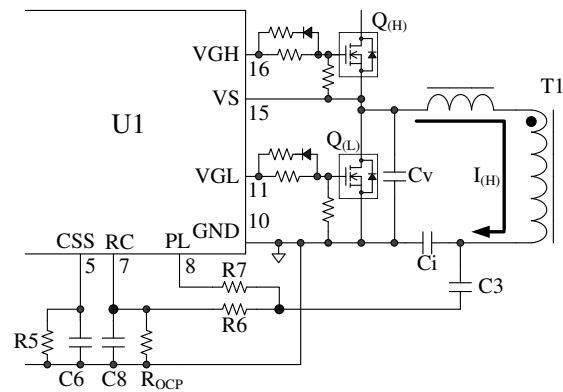 Q(H)
VGH
16
T1
VS
15
U1
Q(L)
VGL
11
Cv
I(H)
10
GND
CSS
RC
PL
5
7
8
Ci
C3
R7
R6
R5
C6
C8
ROCP